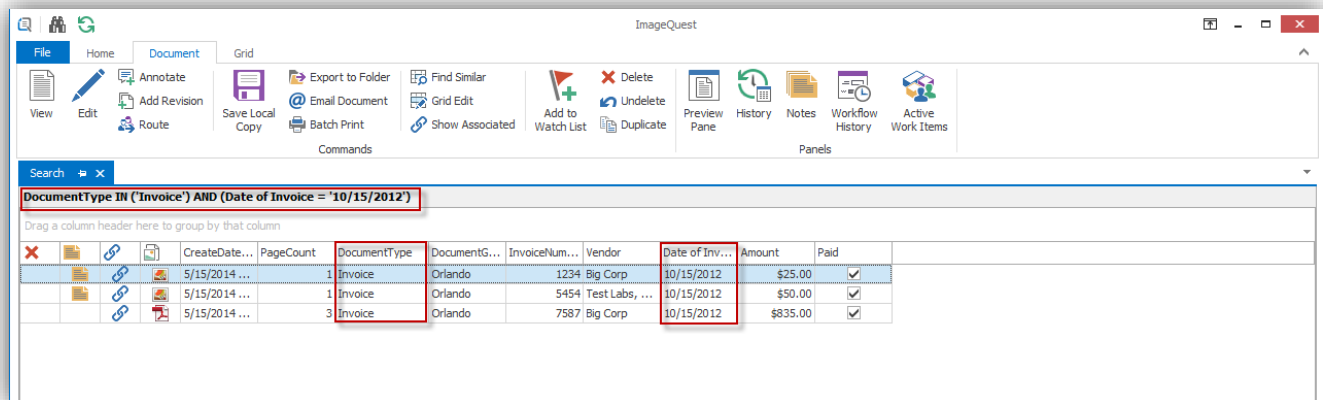 ImageQuest
File Home Document Grid
View
Edit
Annotate
Add Revision
Route
Save Local
Copy
Export to Folder
Email Document
Batch Print
Find Similar
Grid Edit
Show Associated
Add to
Watch List
Delete
Undelete
Duplicate
Commands
Preview
Pane
History
Notes
Workflow
History
Active
Work Items
Panels
Search
DocumentType IN ('Invoice') AND (Date of Invoice = '10/15/2012')
Drag a column header here to group by that column
CreateDate... PageCount DocumentType DocumentG... InvoiceNum... Vendor Date of Inv... Amount Paid
5/15/2014 ... 1 Invoice Orlando 1234 Big Corp 10/15/2012 $25.00
5/15/2014 ... 1 Invoice Orlando 5454 Test Labs, ... 10/15/2012 $50.00
5/15/2014 ... 3 Invoice Orlando 7587 Big Corp 10/15/2012 $835.00